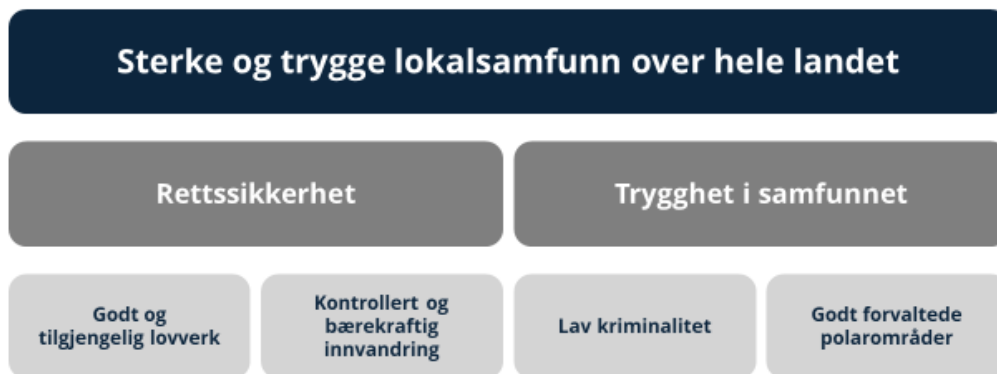 Sterke og trygge lokalsamfunn over hele landet
Rettssikkerhet
Trygghet i samfunnet
Godt og
tilgjengelig lovverk
Kontrollert og
bærekraftig
innvandring
Lav kriminalitet
Godt forvaltede
polarområder